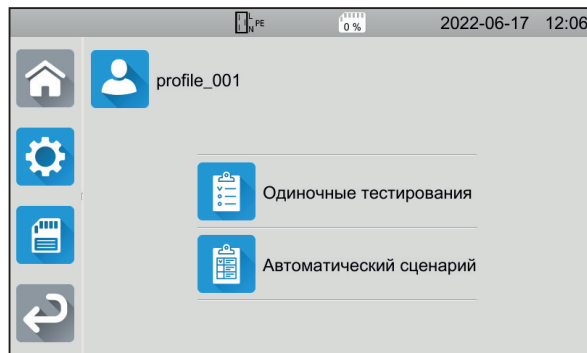 L
N PE
0 %
2022-06-17 12:06
profile_001
Одиночные тестирования
Автоматический сценарий